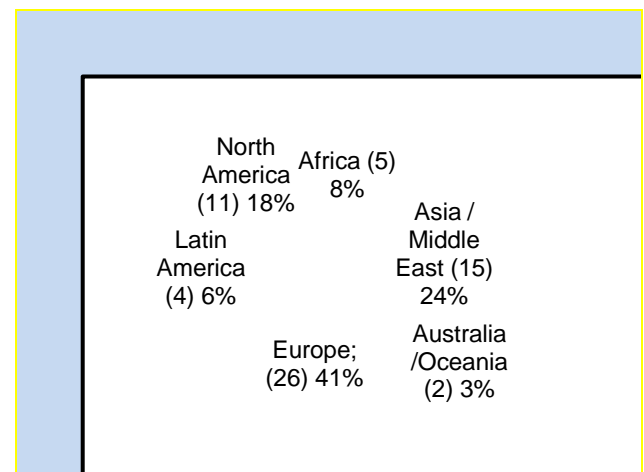 North
America
(11) 18%
Africa (5)
8%
Asia /
Middle
East (15)
24%
Latin
America
(4) 6%
Europe;
(26) 41%
Australia
/Oceania
(2) 3%